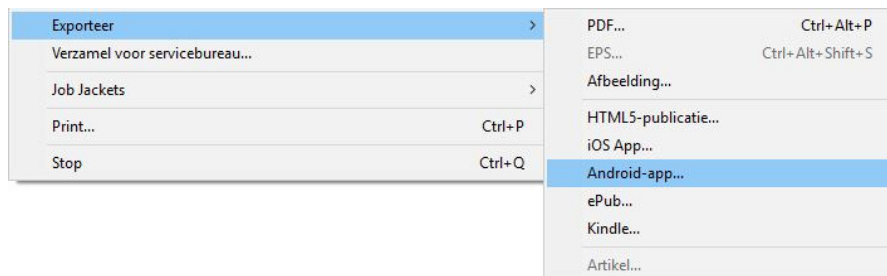 Exporteer
Verzamel voor servicebureau...
Job Jackets
Print... Ctrl+P
Stop Ctrl+Q
PDF... Ctrl+Alt+P
EPS... Ctrl+Alt+Shift+S
Afbeelding...
HTML5-publicatie...
iOS App...
Android-app...
ePub...
Kindle...
Artikel...